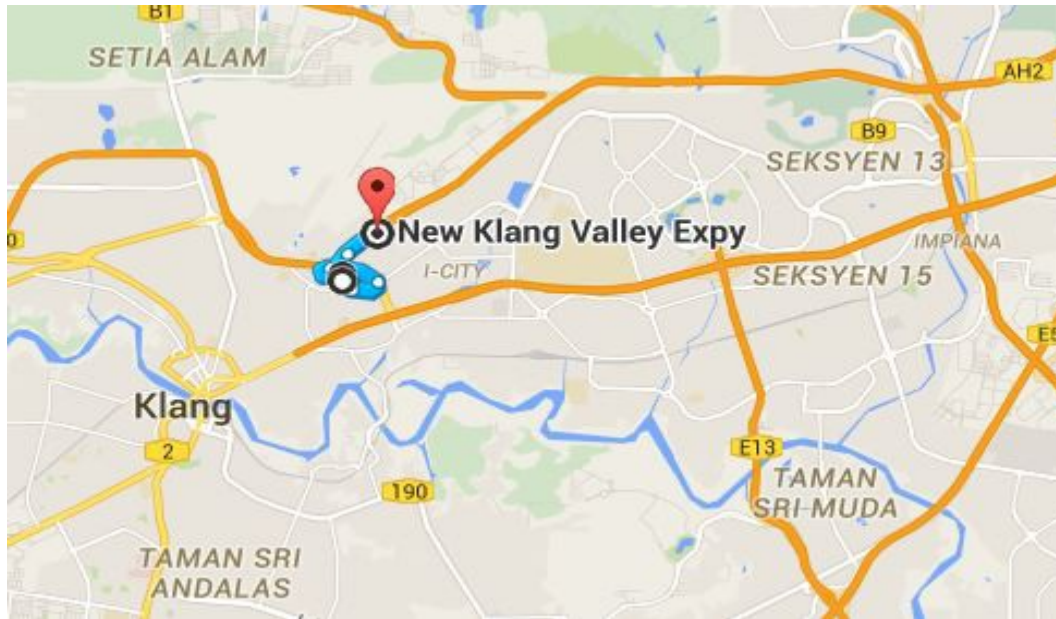 B1
SETIA ALAM
AH2
B9
SEKSYEN 13
New Klang Valley Expy
IMPIANA
I-CITY
SEKSYEN 15
Klang
2
E13
190
TAMAN
SRI MUDA
TAMAN SRI
ANDALAS